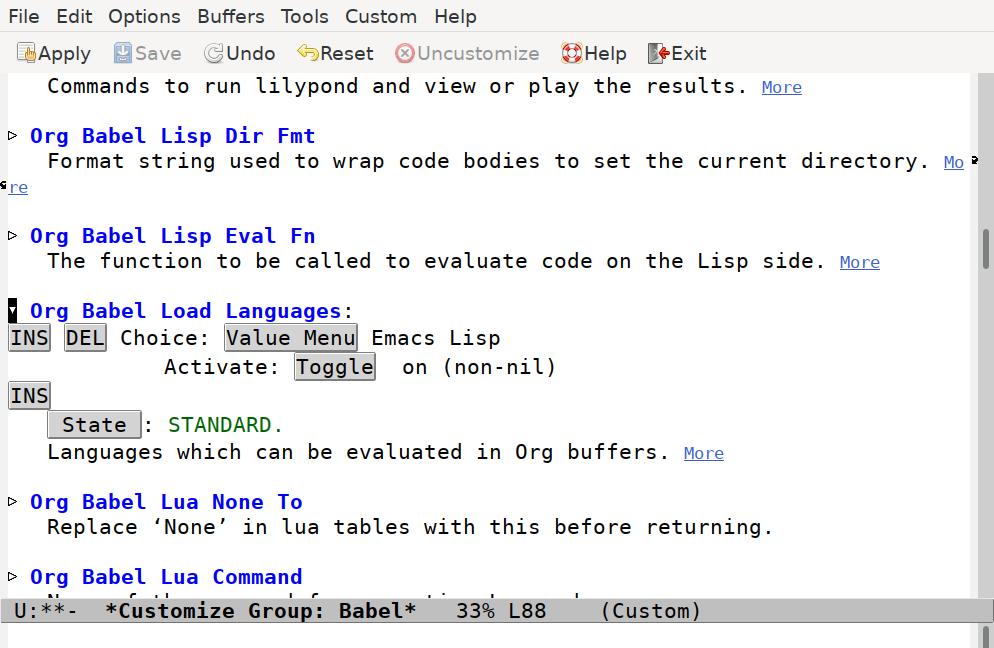 File Edit Options Buffers Tools Custom Help
Apply Save Undo Reset Uncustomize Help Exit
Commands to run lilypond and view or play the results. More
Org Babel Lisp Dir Fmt
Format string used to wrap code bodies to set the current directory. Mo
re
Org Babel Lisp Eval Fn
The function to be called to evaluate code on the Lisp side. More
Org Babel Load Languages:
INS DEL Choice: Value Menu Emacs Lisp
Activate: Toggle on (non-nil)
INS
State : STANDARD.
Languages which can be evaluated in Org buffers. More
Org Babel Lua None To
Replace ‘None’ in lua tables with this before returning.
Org Babel Lua Command
U:**- *Customize Group: Babel* 33% L88 (Custom)